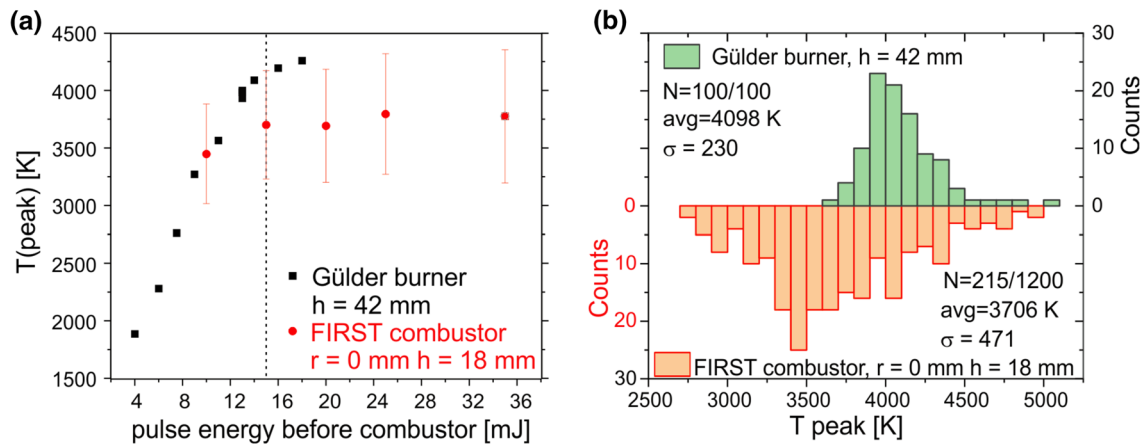 (a)
4500
4000
3500
3000
2500
2000
1500
T(peak) [K]
Gülder burner
h = 42 mm
FIRST combustor
r = 0 mm h = 18 mm
4 8 12 16 20 24 28 32 36
pulse energy before combustor [mJ]
(b)
Gülder burner, h = 42 mm
N=100/100
avg=4098 K
σ = 230
30
20
10
0
Counts
0
10
20
30
Counts
N=215/1200
avg=3706 K
σ = 471
FIRST combustor, r = 0 mm h = 18 mm
2500 3000 3500 4000 4500 5000
T peak [K]